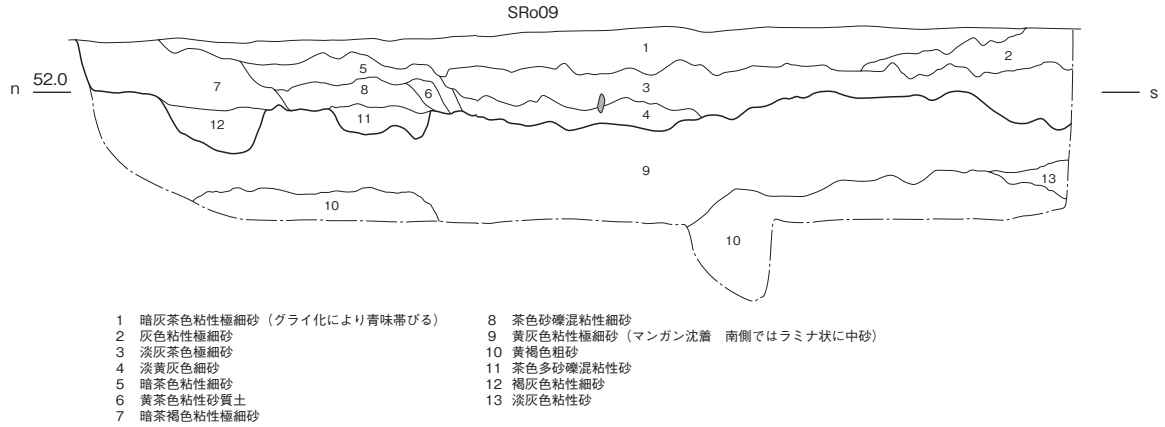 SRo09
n 52.0
s
1
2
5
3
7
8
6
4
11
12
9
13
10
10
1 暗灰茶色粘性極細砂（グライ化により青味帯びる）
2 灰色粘性細砂
3 淡灰茶色極細砂
4 淡黄灰色細砂
5 暗茶色粘性細砂
6 黄茶色粘性砂質土
7 暗茶褐色粘性極細砂
8 茶色砂礫混粘性細砂
9 黄灰色粘性極細砂（マンガン沈着　南側ではラミナ状に中砂）
10 黄褐色粗砂
11 茶色多砂礫混粘性砂
12 褐灰色粘性細砂
13 淡灰色粘性砂